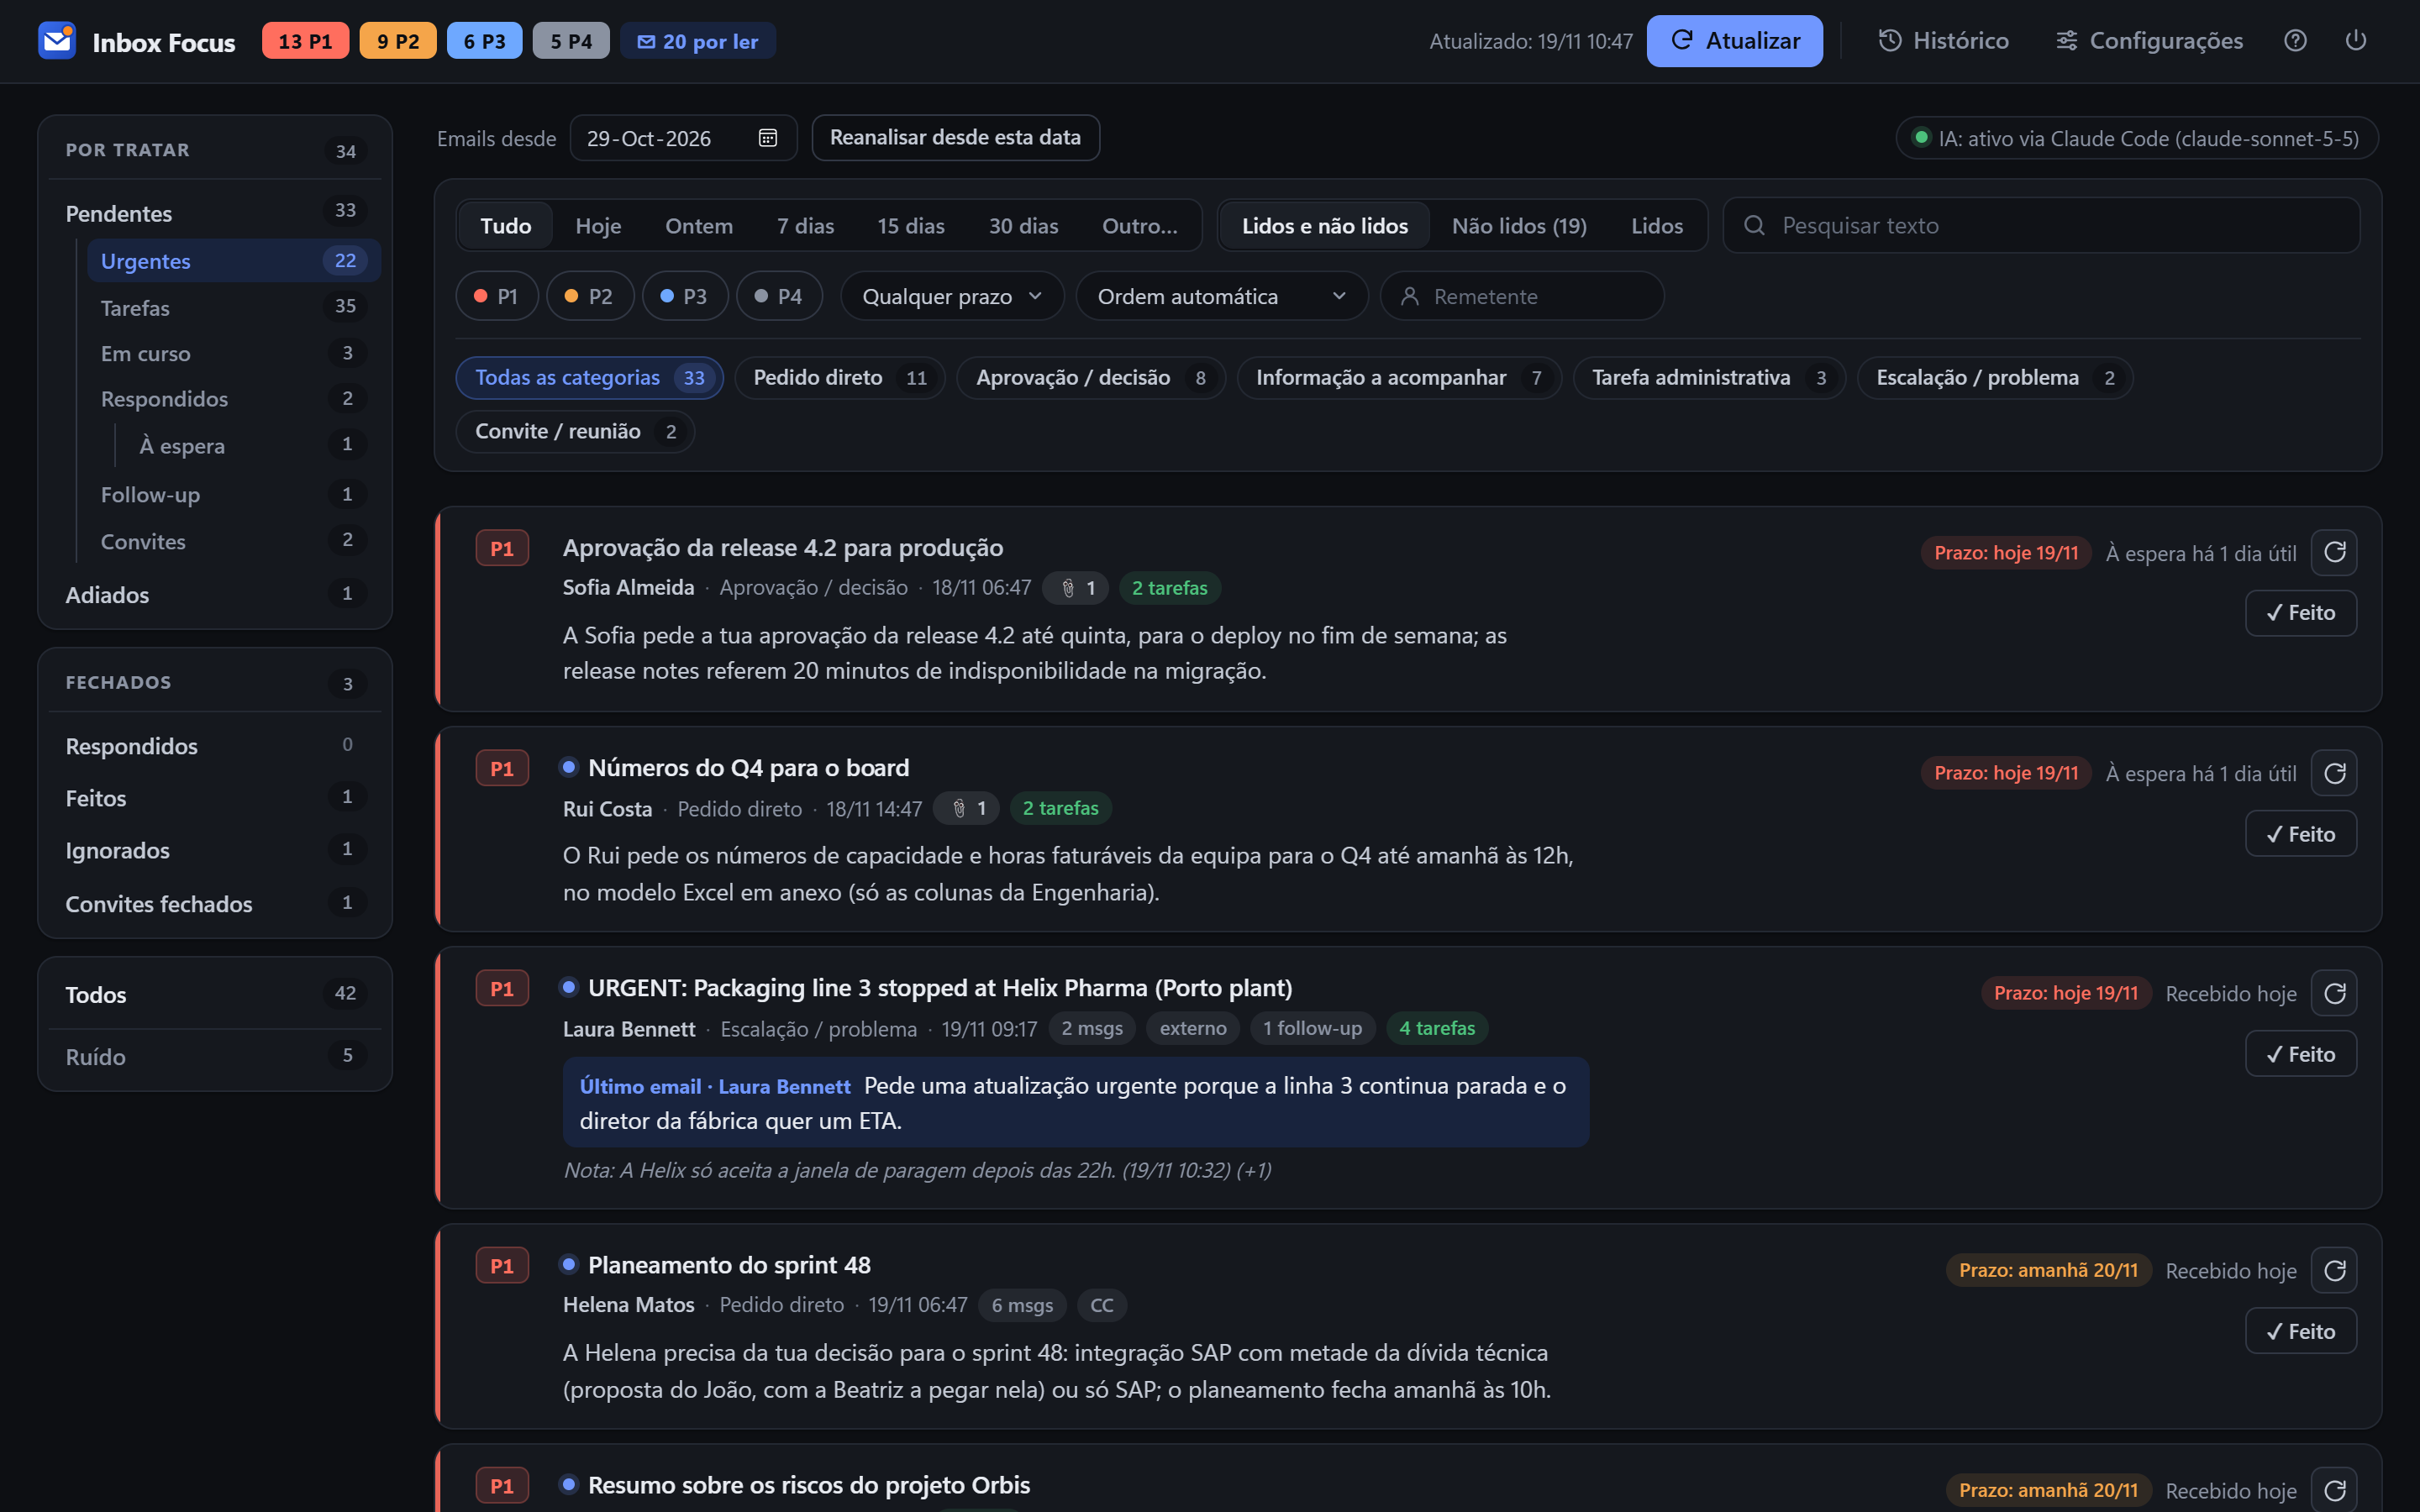 Inbox Focus 13 P1 9 P2 6 P3 5 P4 20 por ler Atualizado: 19/11 10:47 Atualizar Histórico Configurações
POR TRATAR 34
Pendentes 33
Urgentes 22
Tarefas 35
Em curso 3
Respondidos 2
À espera 1
Follow-up 1
Convites 2
Adiados 1
FECHADOS 3
Respondidos 0
Feitos 1
Ignorados 1
Convites fechados 1
Todos 42
Ruído 5
Emails desde 29-Oct-2026 Reanalisar desde esta data IA: ativo via Claude Code (claude-sonnet-5-5)
Tudo Hoje Ontem 7 dias 15 dias 30 dias Outro... Lidos e não lidos Não lidos (19) Lidos Pesquisar texto
P1 P2 P3 P4 Qualquer prazo Ordem automática Remetente
Todas as categorias 33 Pedido direto 11 Aprovação / decisão 8 Informação a acompanhar 7 Tarefa administrativa 3 Escalação / problema 2
Convite / reunião 2
P1 Aprovação da release 4.2 para produção Prazo: hoje 19/11 À espera há 1 dia útil
Sofia Almeida · Aprovação / decisão · 18/11 06:47 1 2 tarefas
✓ Feito
A Sofia pede a tua aprovação da release 4.2 até quinta, para o deploy no fim de semana; as
release notes referem 20 minutos de indisponibilidade na migração.
P1 Números do Q4 para o board Prazo: hoje 19/11 À espera há 1 dia útil
Rui Costa · Pedido direto · 18/11 14:47 1 2 tarefas
✓ Feito
O Rui pede os números de capacidade e horas faturáveis da equipa para o Q4 até amanhã às 12h,
no modelo Excel em anexo (só as colunas da Engenharia).
P1 URGENT: Packaging line 3 stopped at Helix Pharma (Porto plant) Prazo: hoje 19/11 Recebido hoje
Laura Bennett · Escalação / problema · 19/11 09:17 2 msgs externo 1 follow-up 4 tarefas
✓ Feito
Último email · Laura Bennett Pede uma atualização urgente porque a linha 3 continua parada e o
diretor da fábrica quer um ETA.
Nota: A Helix só aceita a janela de paragem depois das 22h. (19/11 10:32) (+1)
P1 Planeamento do sprint 48 Prazo: amanhã 20/11 Recebido hoje
Helena Matos · Pedido direto · 19/11 06:47 6 msgs CC
✓ Feito
A Helena precisa da tua decisão para o sprint 48: integração SAP com metade da dívida técnica
(proposta do João, com a Beatriz a pegar nela) ou só SAP; o planeamento fecha amanhã às 10h.
P1 Resumo sobre os riscos do projeto Orbis Prazo: amanhã 20/11 Recebido hoje